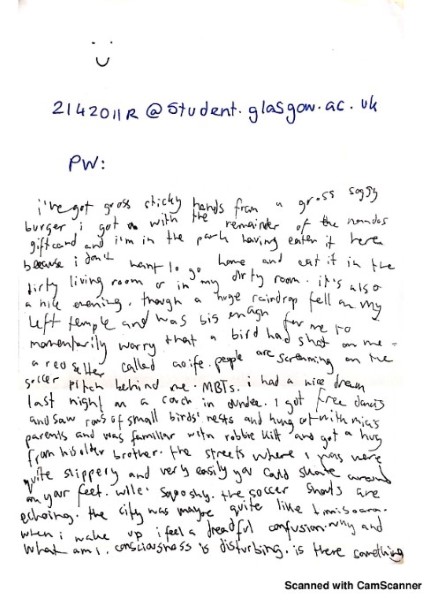 2142011R@student.glasgow.ac.uk
PW:
i've got gross sticky hands from a gross soggy
burger i got with the remainder of the nandos
giftcard and i'm in the park having eaten it here
because i don't want to go home and eat it in the
dirty living room or in my dirty room. it's also
a nice evening. though a huge raindrop fell on my
left temple and was big enough for me to
momentarily worry that a bird had shat on me.
a red setter called aoife. people are screaming on the
soccer pitch behind me. MBTs. i had a nice dream
last night on a coach in dundee. i got free
and saw rows of small birds' nests and hung out with
parents and was familiar with robbie and got a hug
from his older brother. the streets where i was were
quite slippery and very easily you could skate around
on your feet. squoshy. the soccer shouts are
echoing. the city was maybe quite like
when i wake up i feel a dreadful confusion. why and
what am i. consciousness is disturbing. is there something
Scanned with CamScanner